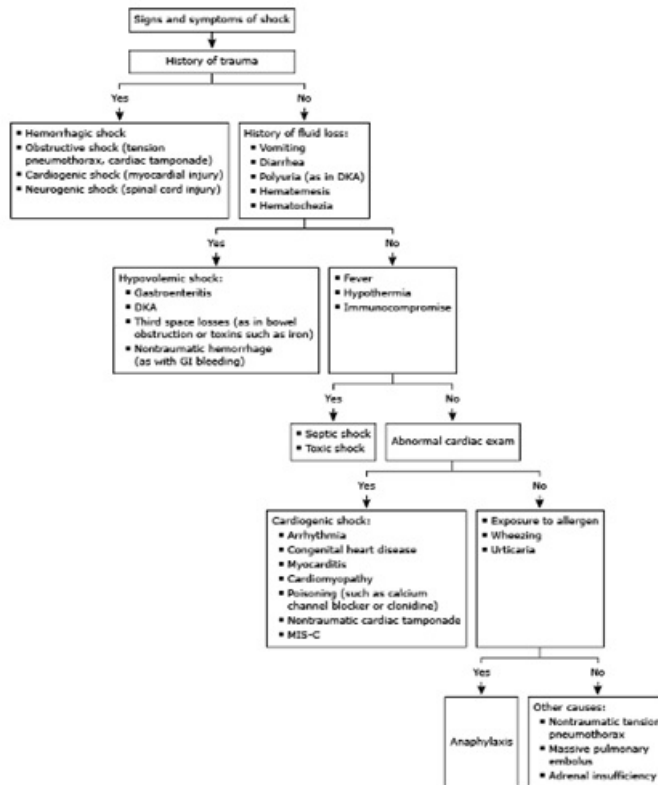 Signs and symptoms of shock
History of trauma
Yes
No
▪ Hemorrhagic shock
▪ Obstructive shock (tension
pneumothorax, cardiac tamponade)
▪ Cardiogenic shock (myocardial injury)
▪ Neurogenic shock (spinal cord injury)
History of fluid loss:
▪ Vomiting
▪ Diarrhea
▪ Polyuria (as in DKA)
▪ Hematemesis
▪ Hematochezia
Yes
No
Hypovolemic shock:
▪ Gastroenteritis
▪ DKA
▪ Third space losses (as in bowel
obstruction or toxins such as iron)
▪ Nontraumatic hemorrhage
(as with GI bleeding)
▪ Fever
▪ Hypothermia
▪ Immunocompromise
Yes
No
▪ Septic shock
▪ Toxic shock
Abnormal cardiac exam
Yes
No
Cardiogenic shock:
▪ Arrhythmia
▪ Congenital heart disease
▪ Myocarditis
▪ Cardiomyopathy
▪ Poisoning (such as calcium
channel blocker or clonidine)
▪ Nontraumatic cardiac tamponade
▪ MIS-C
▪ Exposure to allergen
▪ Wheezing
▪ Urticaria
Yes
No
Anaphylaxis
Other causes:
▪ Nontraumatic tension
pneumothorax
▪ Massive pulmonary
embolus
▪ Adrenal insufficiency